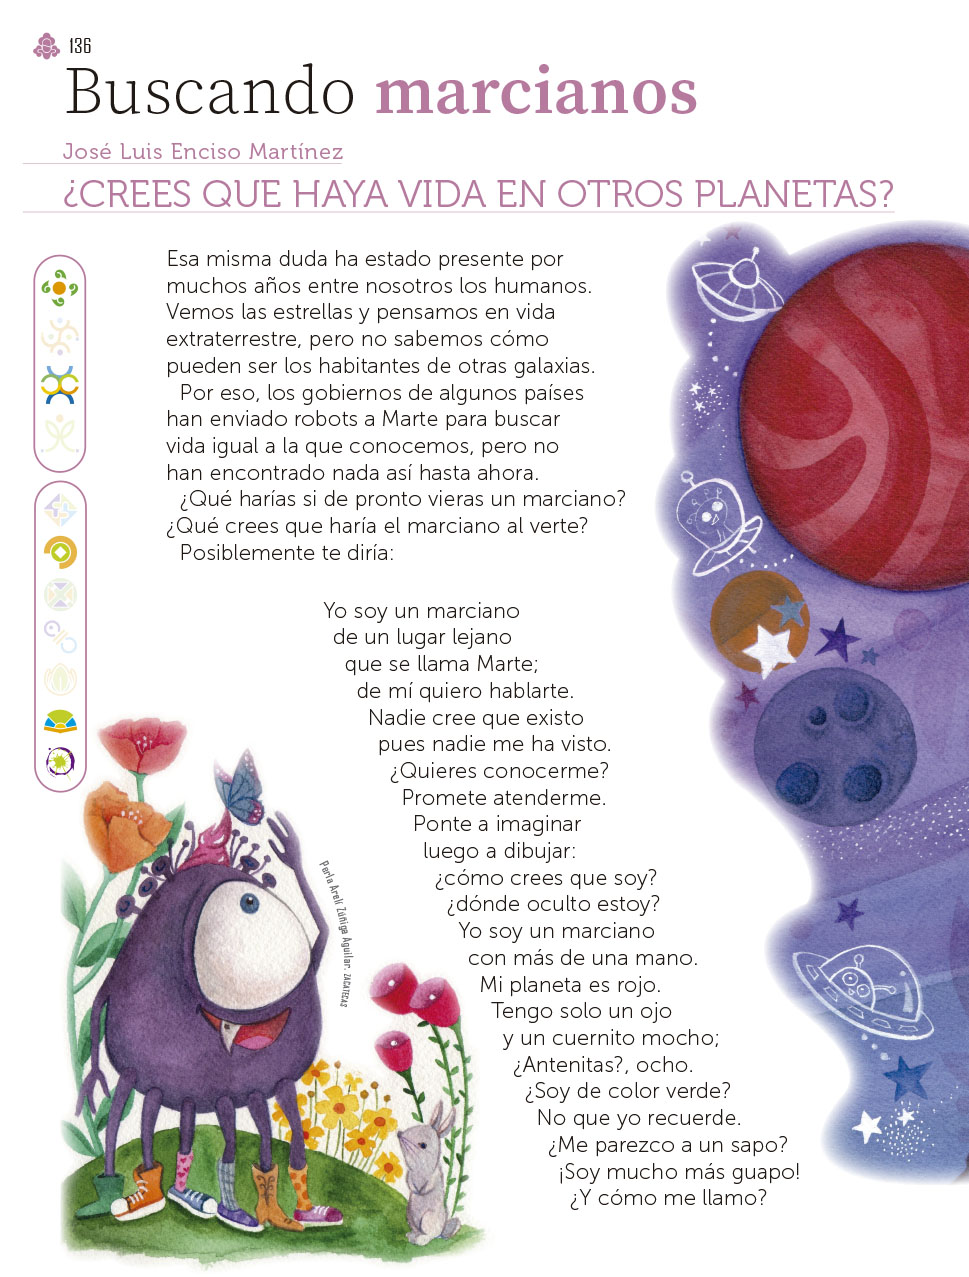 136
Buscando marcianos
José Luis Enciso Martínez
¿CREES QUE HAYA VIDA EN OTROS PLANETAS?
Esa misma duda ha estado presente por
muchos años entre nosotros los humanos.
Vemos las estrellas y pensamos en vida
extraterrestre, pero no sabemos cómo
pueden ser los habitantes de otras galaxias.
Por eso, los gobiernos de algunos países
han enviado robots a Marte para buscar
vida igual a la que conocemos, pero no
han encontrado nada así hasta ahora.
¿Qué harías si de pronto vieras un marciano?
¿Qué crees que haría el marciano al verte?
Posiblemente te diría:
Yo soy un marciano
de un lugar lejano
que se llama Marte;
de mí quiero hablarte.
Nadie cree que existo
pues nadie me ha visto.
¿Quieres conocerme?
Promete atenderme.
Ponte a imaginar
luego a dibujar:
¿cómo crees que soy?
¿dónde oculto estoy?
Yo soy un marciano
con más de una mano.
Mi planeta es rojo.
Tengo solo un ojo
y un cuernito mocho;
¿Antenitas?, ocho.
¿Soy de color verde?
No que yo recuerde.
¿Me parezco a un sapo?
¡Soy mucho más guapo!
¿Y cómo me llamo?
Perla Areli Zúñiga Aguilar. ZACATECAS